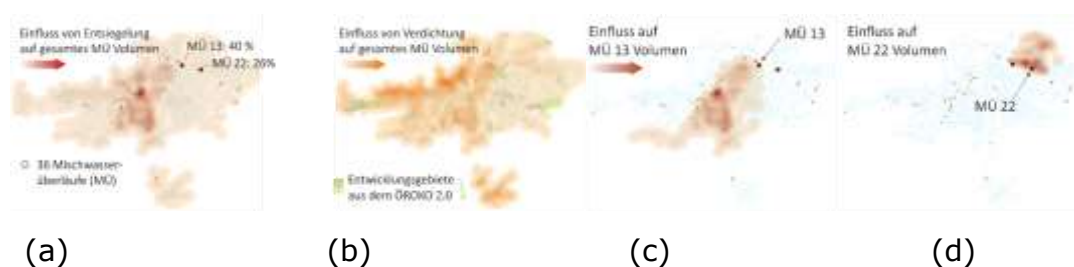 Einfluss von Entsiegelung
auf gesamtes MÜ Volumen
MÜ 13: 40 %
MÜ 22: 26%
36 Mischwasser-
überläufe (MÜ)
Einfluss von Verdichtung
auf gesamtes MÜ Volumen
Entwicklungsgebiete
aus dem ÖROKO 2.0
Einfluss auf
MÜ 13 Volumen
MÜ 13
Einfluss auf
MÜ 22 Volumen
MÜ 22
(a)
(b)
(c)
(d)